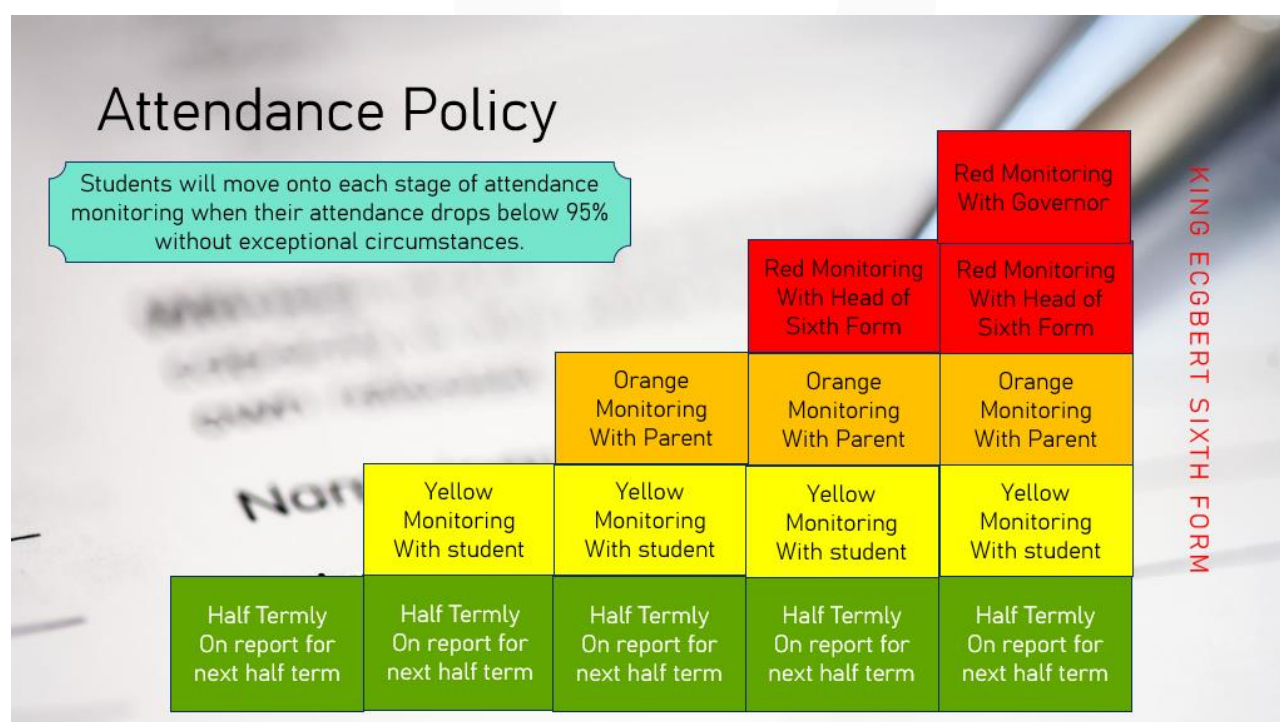 Attendance Policy
Students will move onto each stage of attendance
monitoring when their attendance drops below 95%
without exceptional circumstances.
Red Monitoring
With Governor
Red Monitoring
With Head of
Sixth Form
Red Monitoring
With Head of
Sixth Form
Orange
Monitoring
With Parent
Orange
Monitoring
With Parent
Orange
Monitoring
With Parent
Yellow
Monitoring
With student
Yellow
Monitoring
With student
Yellow
Monitoring
With student
Yellow
Monitoring
With student
Half Termly
On report for
next half term
Half Termly
On report for
next half term
Half Termly
On report for
next half term
Half Termly
On report for
next half term
Half Termly
On report for
next half term
KING ECGBERT SIXTH FORM